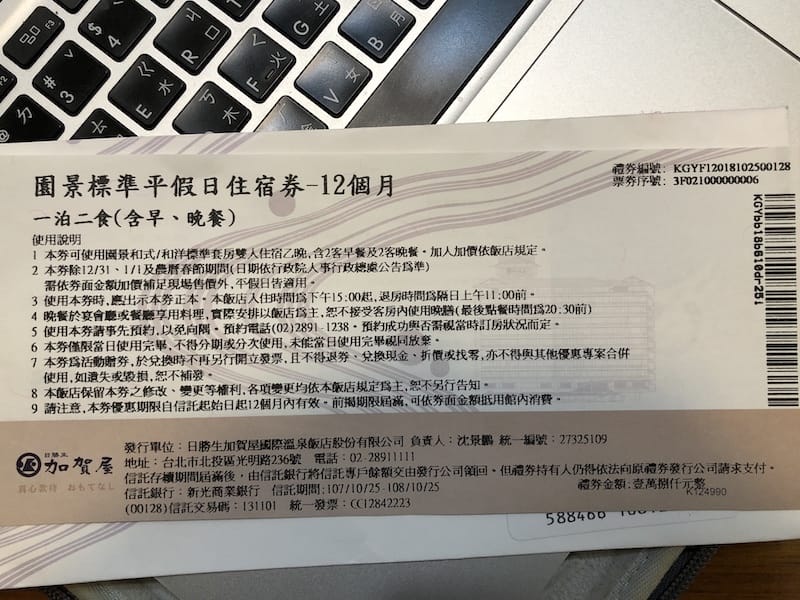 # 3
$ 4
E
R
F
G
V
B
園景標準平假日住宿券-12個月
禮券編號: KGYF12018102500128
票券序號: 3F02100000006
一泊二食(含早、晚餐)
使用說明
1 本券可使用園景和式/和洋標準套房雙人住宿乙晚,含2客早餐及2客晚餐。加人加價依飯店規定。
2 本券除12/31、1/1及農曆春節期間(日期依行政院人事行政總處公告為準)
需依券面金額加價補足現場售價外,平假日皆適用。
3 使用本券時,應出示本券正本。本飯店入住時間為下午15:00起,退房時間為隔日上午11:00前。
4 晚餐於宴會廳或餐廳享用料理,實際安排以飯店為主,恕不接受客房內使用晚膳(最後點餐時間為20:30前)
5 使用本券請事先預約,以免向隅。預約電話(02)2891-1238。預約成功與否需視當時訂房狀況而定。
6 本券僅限當日使用完畢,不得分期或分次使用,未能當日使用完畢視同放棄。
7 本券為活動贈券,於兌換時不再另行開立發票,且不得退券、兌換現金、折價或找零,亦不得與其他優惠專案合併
使用,如遺失或毀損,恕不補發。
8 本飯店保留本券之修改、變更等權利,各項變更均依本飯店規定為主,恕不另行告知。
9 請注意,本券優惠期限自信託起始日起12個月內有效。前揭期限屆滿,可依券面金額抵用館內消費。
KGYbb18b610dr-251
日勝生
加賀屋
真心款待 おもてなし
發行單位:日勝生加賀屋國際溫泉飯店股份有限公司 負責人:沈景鵬 統一編號:27325109
地址:台北市北投區光明路236號 電話:02-28911111
信託存續期間屆滿後,由信託銀行將信託專戶餘額交由發行公司領回,但禮券持有人仍得依法向原禮券發行公司請求支付。
信託銀行:新光商業銀行 信託期間:107/10/25-108/10/25 禮券金額:壹萬捌仟元整
(00128)信託交易碼:131101 統一發票:CC12842223
K124990
588466